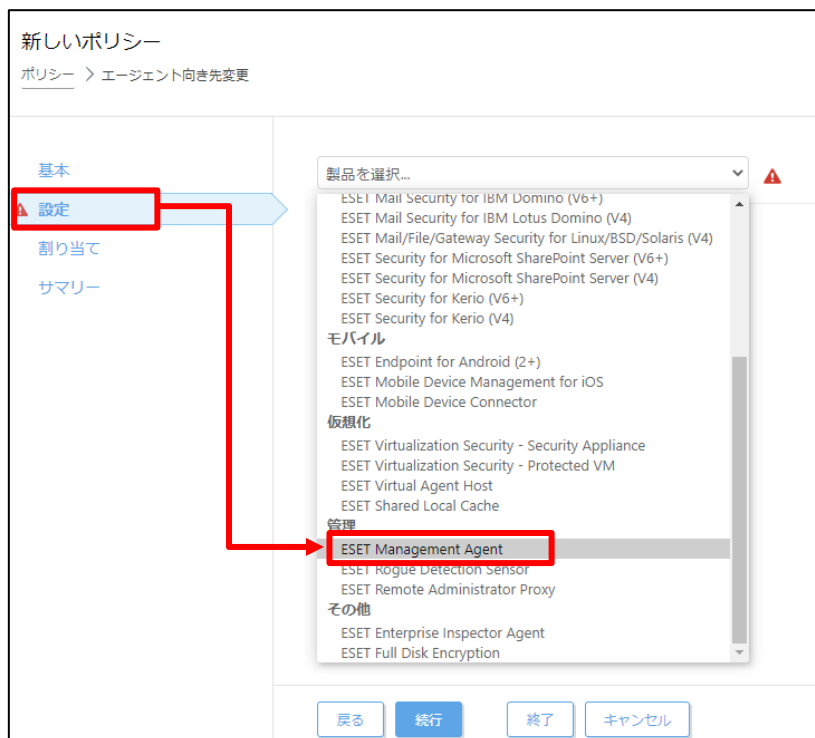 新しいポリシー
ポリシー > エージェント向き先変更
基本
設定
割り当て
サマリー
製品を選択...
ESET Mail Security for IBM Domino (V6+)
ESET Mail Security for IBM Lotus Domino (V4)
ESET Mail/File/Gateway Security for Linux/BSD/Solaris (V4)
ESET Security for Microsoft SharePoint Server (V6+)
ESET Security for Microsoft SharePoint Server (V4)
ESET Security for Kerio (V6+)
ESET Security for Kerio (V4)
モバイル
ESET Endpoint for Android (2+)
ESET Mobile Device Management for iOS
ESET Mobile Device Connector
仮想化
ESET Virtualization Security - Security Appliance
ESET Virtualization Security - Protected VM
ESET Virtual Agent Host
ESET Shared Local Cache
管理
ESET Management Agent
ESET Rogue Detection Sensor
ESET Remote Administrator Proxy
その他
ESET Enterprise Inspector Agent
ESET Full Disk Encryption
戻る 続行 終了 キャンセル